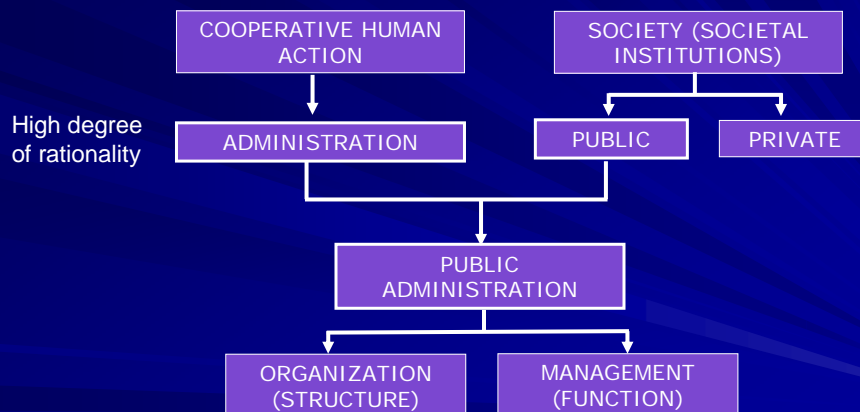 COOPERATIVE HUMAN
ACTION
SOCIETY (SOCIETAL
INSTITUTIONS)
High degree
of rationality
ADMINISTRATION
PUBLIC
PRIVATE
PUBLIC
ADMINISTRATION
ORGANIZATION
(STRUCTURE)
MANAGEMENT
(FUNCTION)